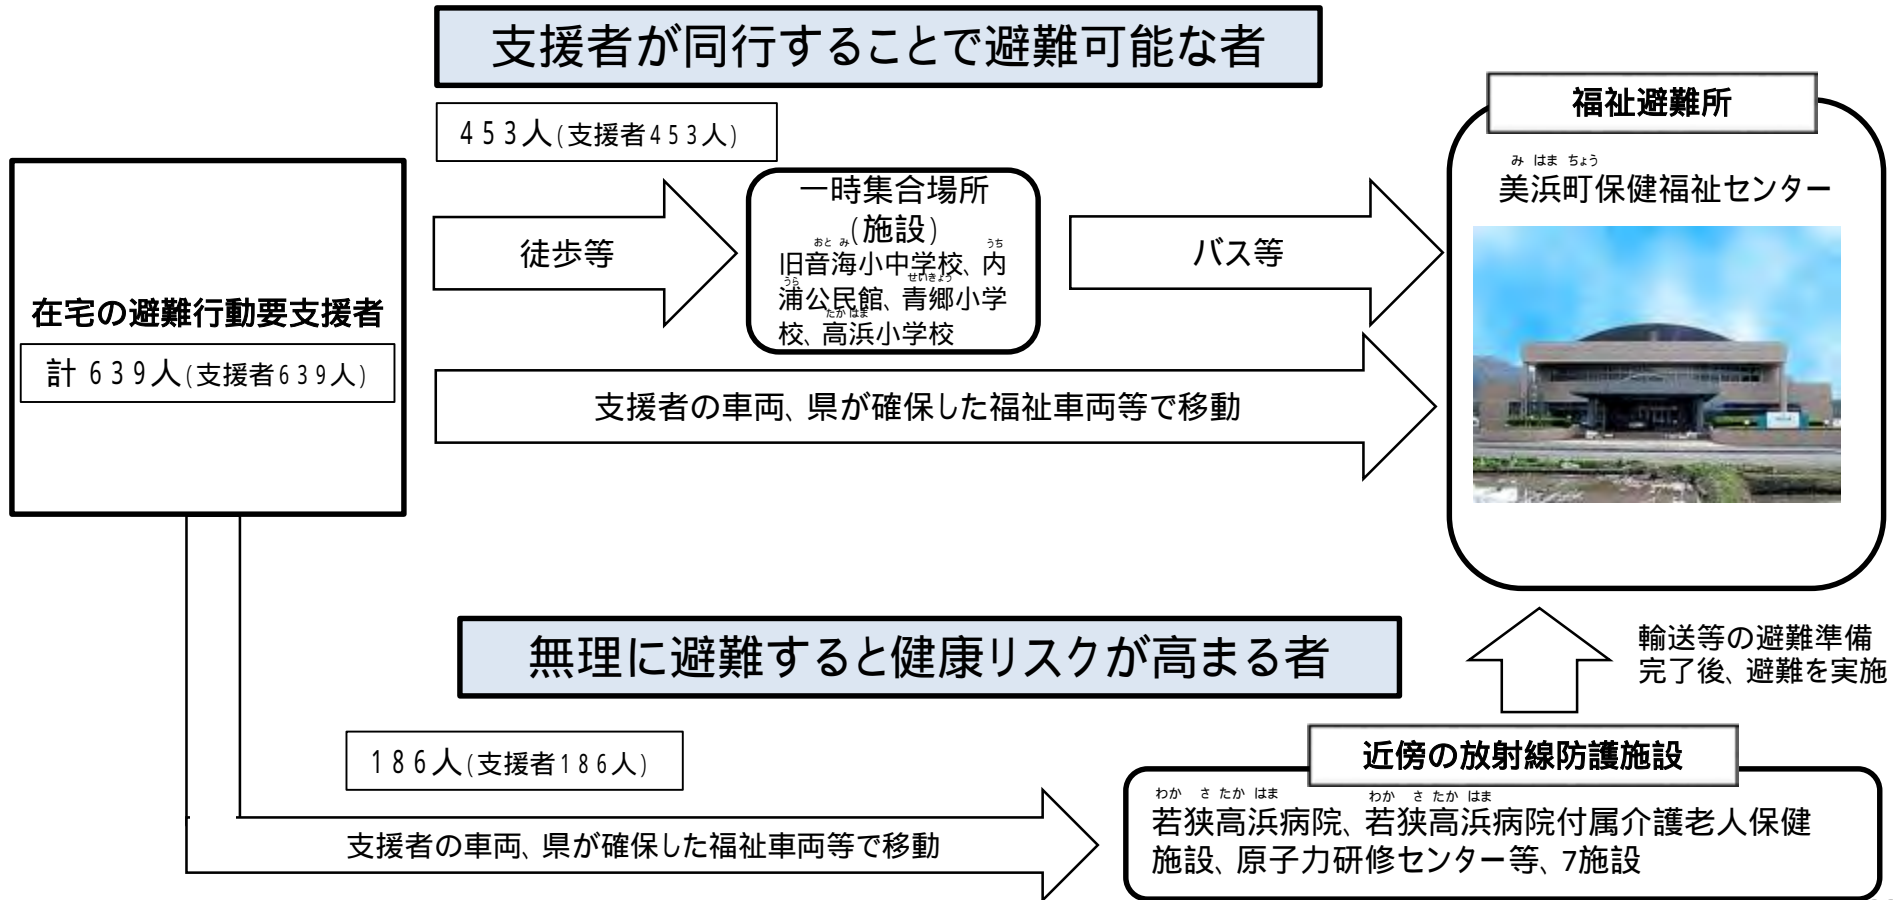 支援者が同行することで避難可能な者
453人(支援者453人)
在宅の避難行動要支援者
計 639人(支援者639人)
徒歩等
一時集合場所
(施設)
おと み うち
旧音海小中学校、内
うら せいきょう
浦公民館、青郷小学
たか はま
校、高浜小学校
バス等
支援者の車両、県が確保した福祉車両等で移動
福祉避難所
み はま ちょう
美浜町保健福祉センター
無理に避難すると健康リスクが高まる者
186人(支援者186人)
支援者の車両、県が確保した福祉車両等で移動
輸送等の避難準備
完了後、避難を実施
近傍の放射線防護施設
わか さ たか はま わか さ たか はま
若狭高浜病院、若狭高浜病院付属介護老人保健
施設、原子力研修センター等、7施設